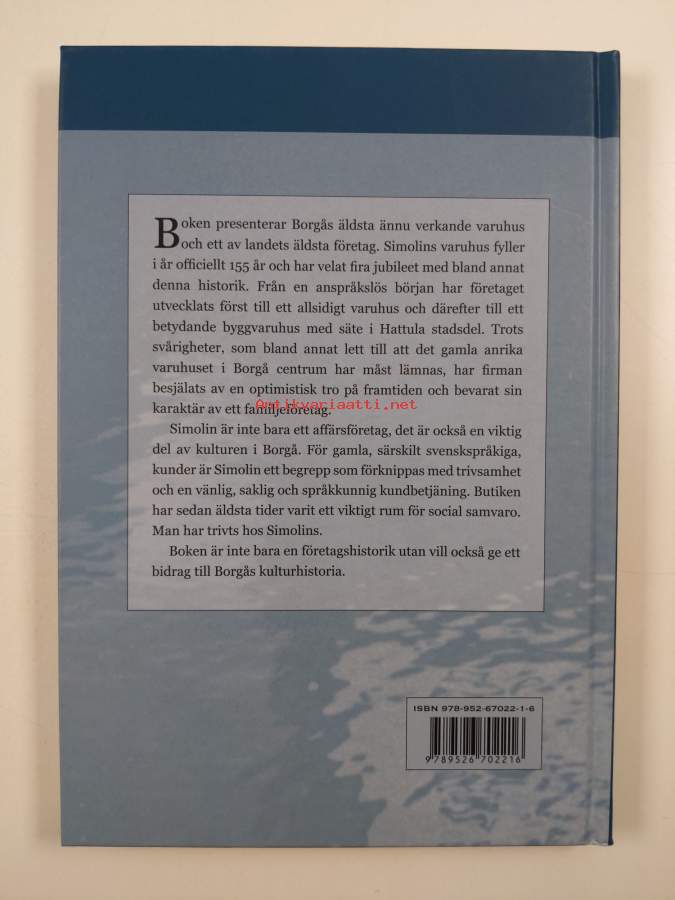 Boken presenterar Borgås äldsta ännu verkande varuhus
och ett av landets äldsta företag. Simolins varuhus fyller
i år officiellt 155 år och har velat fira jubileet med bland annat
denna historik. Från en anspråkslös början har företaget
utvecklats först till ett allsidigt varuhus och därefter till ett
betydande byggvaruhus med säte i Hattula stadsdel. Trots
svårigheter, som bland annat lett till att det gamla anrika
varuhuset i Borgå centrum har måst lämnas, har firman
besjälats av en optimistisk tro på framtiden och bevarat sin
karaktär av ett familjeföretag.
Antikvariaatti.net
Simolin är inte bara ett affärsföretag, det är också en viktig
del av kulturen i Borgå. För gamla, särskilt svenskspråkiga,
kunder är Simolin ett begrepp som förknippas med trivsamhet
och en vänlig, saklig och språkkunnig kundbetjäning. Butiken
har sedan äldsta tider varit ett viktigt rum för social samvaro.
Man har trivts hos Simolins.
Boken är inte bara en företagshistorik utan vill också ge ett
bidrag till Borgås kulturhistoria.
ISBN 978-952-67022-1-6
9 789526 702216